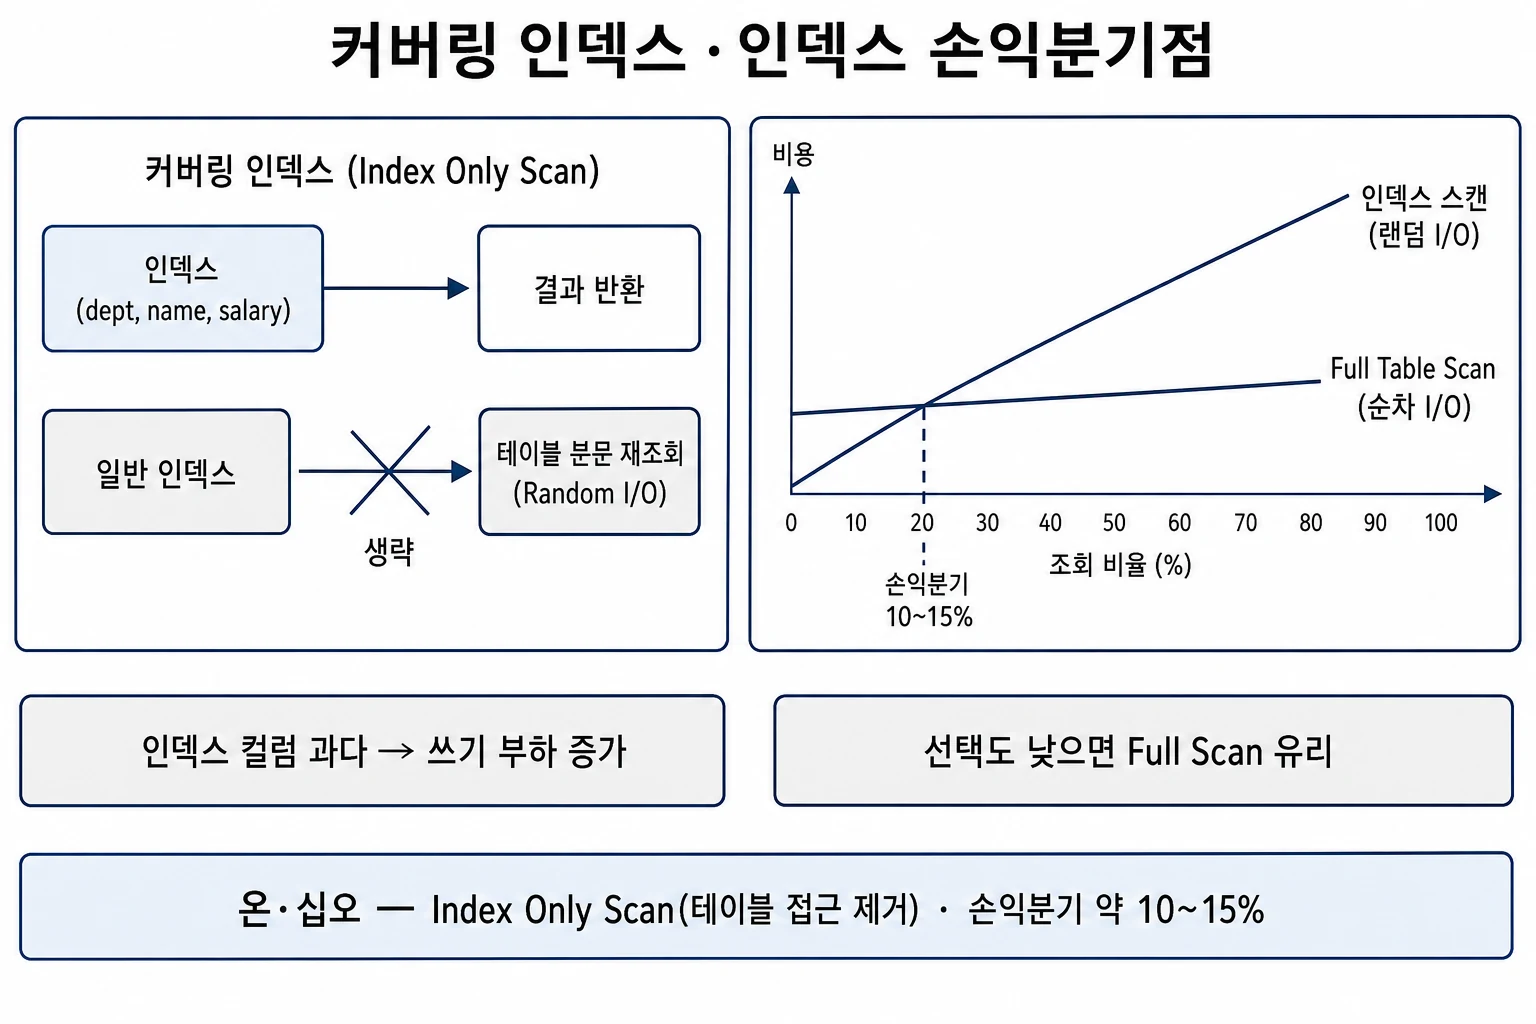 커버링 인덱스 · 인덱스 손익분기점
커버링 인덱스 (Index Only Scan)
인덱스
(dept, name, salary)
결과 반환
일반 인덱스
생략
테이블 분문 재조회
(Random I/O)
비용
인덱스 스캔
(랜덤 I/O)
Full Table Scan
(순차 I/O)
0 10 20 30 40 50 60 70 80 90 100
조회 비율 (%)
손익분기
10~15%
인덱스 컬럼 과다 → 쓰기 부하 증가
선택도 낮으면 Full Scan 유리
온·십오 — Index Only Scan(테이블 접근 제거) · 손익분기 약 10~15%